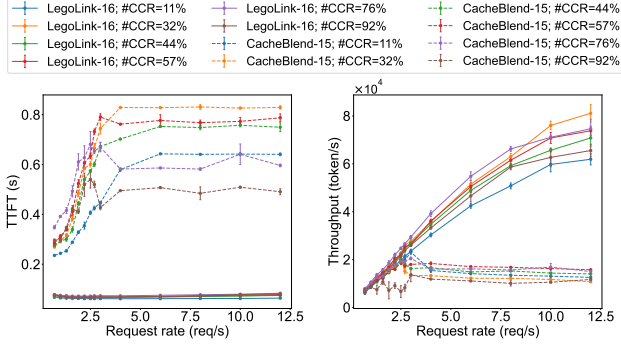 LegoLink-16; #CCR=11% LegoLink-16; #CCR=76% CacheBlend-15; #CCR=44%
LegoLink-16; #CCR=32% LegoLink-16; #CCR=92% CacheBlend-15; #CCR=57%
LegoLink-16; #CCR=44% CacheBlend-15; #CCR=11% CacheBlend-15; #CCR=76%
LegoLink-16; #CCR=57% CacheBlend-15; #CCR=32% CacheBlend-15; #CCR=92%
TTFT (s)
0.8
0.6
0.4
0.2
2.5 5.0 7.5 10.0 12.5
Request rate (req/s)
×10⁴
Throughput (token/s)
8
6
4
2
0
2.5 5.0 7.5 10.0 12.5
Request rate (req/s)